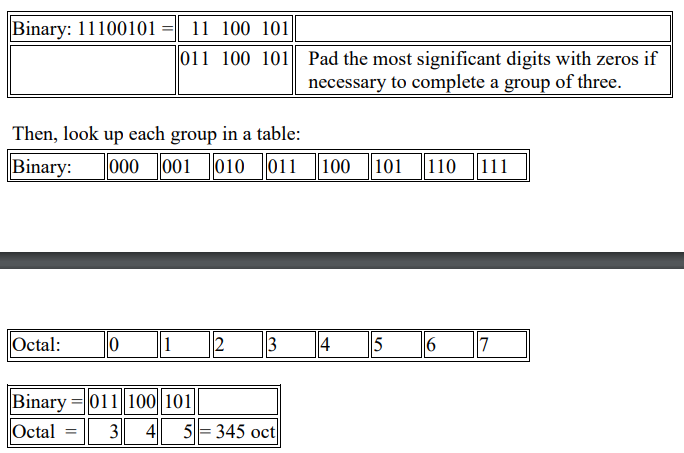 Binary: 11100101 = 11 100 101
011 100 101 Pad the most significant digits with zeros if
necessary to complete a group of three.
Then, look up each group in a table:
Binary: 000 001 010 011 100 101 110 111
Octal: 0 1 2 3 4 5 6 7
Binary = 011 100 101
Octal = 3 4 5 = 345 oct